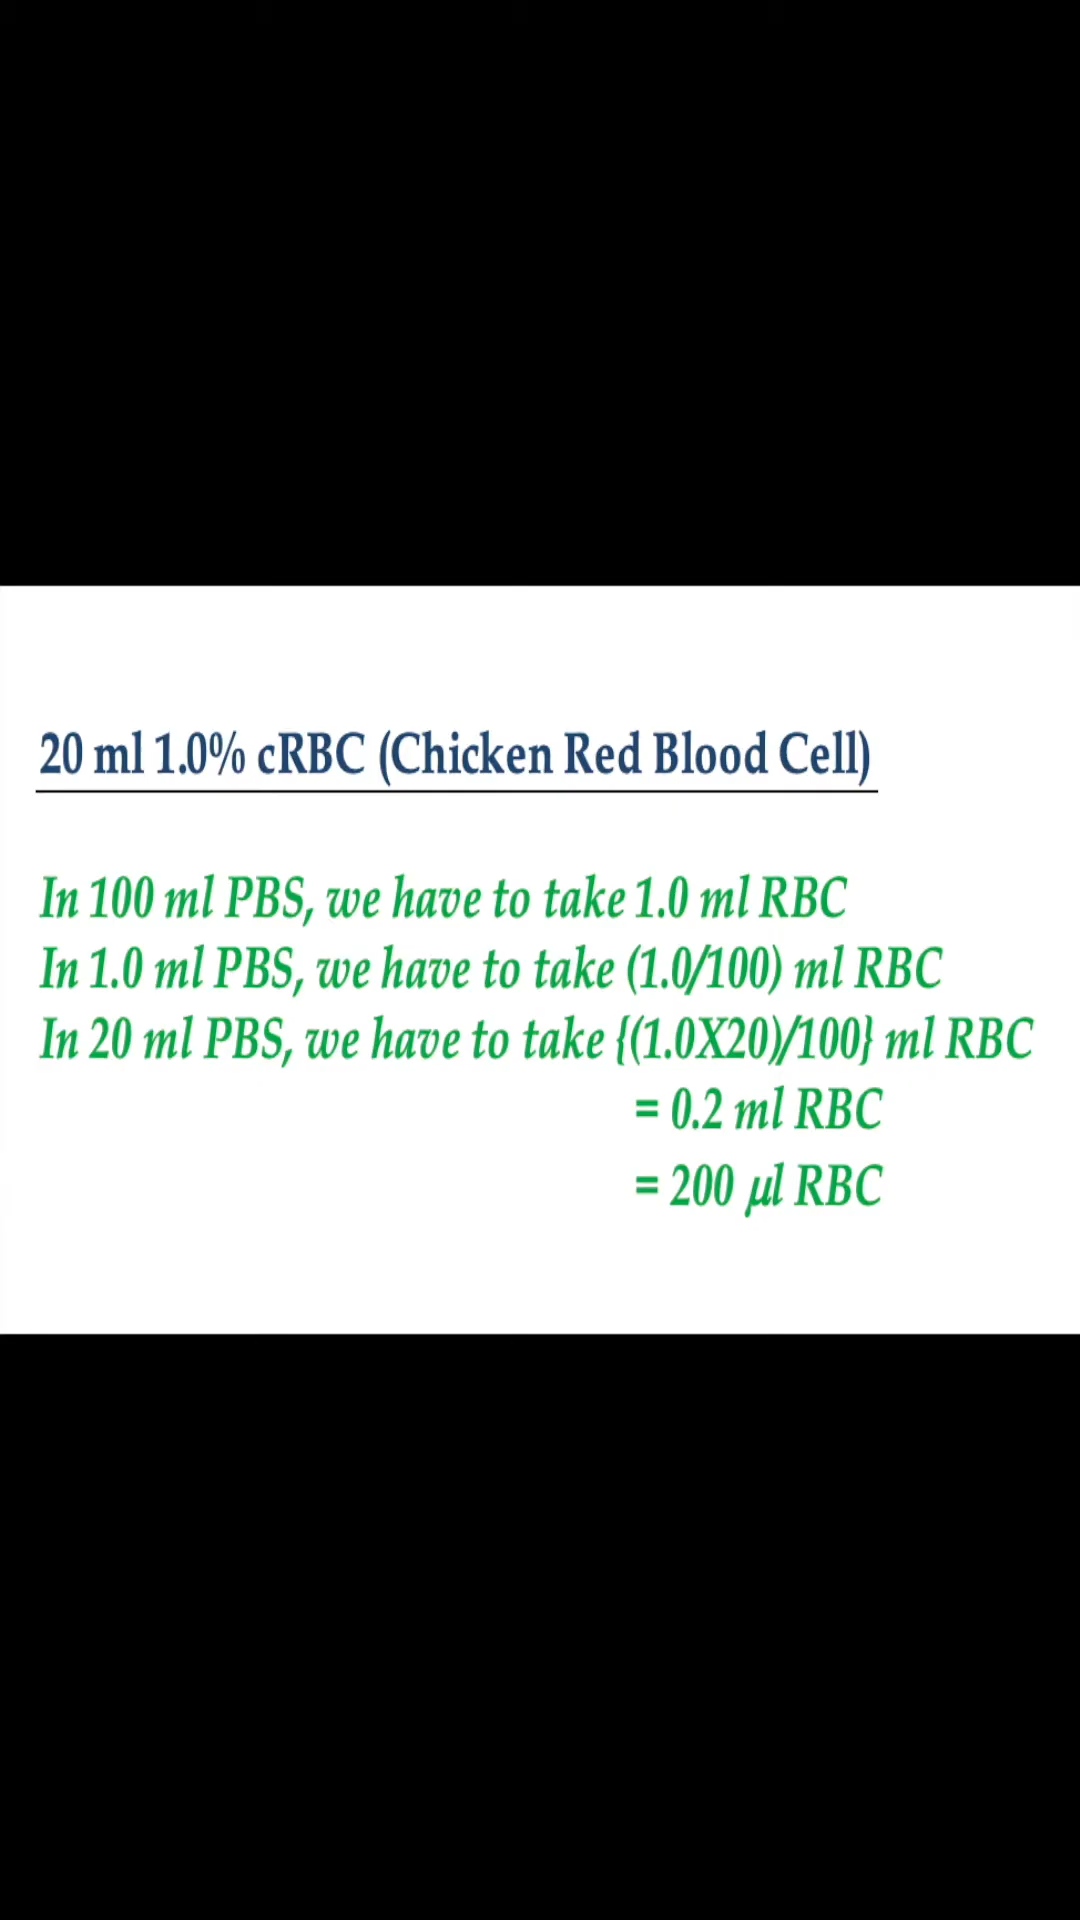 20 ml 1.0% cRBC (Chicken Red Blood Cell)
In 100 ml PBS, we have to take 1.0 ml RBC
In 1.0 ml PBS, we have to take (1.0/100) ml RBC
In 20 ml PBS, we have to take {(1.0X20)/100} ml RBC
= 0.2 ml RBC
= 200 µl RBC